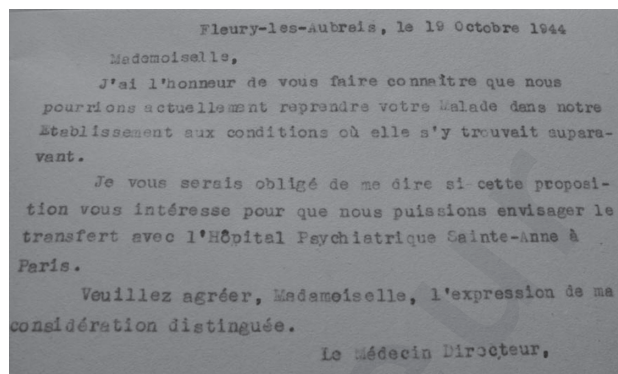 Fleury-les-Aubrais, le 19 Octobre 1944
Mademoiselle,
J'ai l'honneur de vous faire connaître que nous
pourrions actuellement reprendre votre Malade dans notre
Etablissement aux conditions où elle s'y trouvait aupara-
vant.
Je vous serais obligé de me dire si cette proposi-
tion vous intéresse pour que nous puissions envisager le
transfert avec l'Hôpital Psychiatrique Sainte-Anne à
Paris.
Veuillez agréer, Mademoiselle, l'expression de ma
considération distinguée.
Le Médecin Directeur,